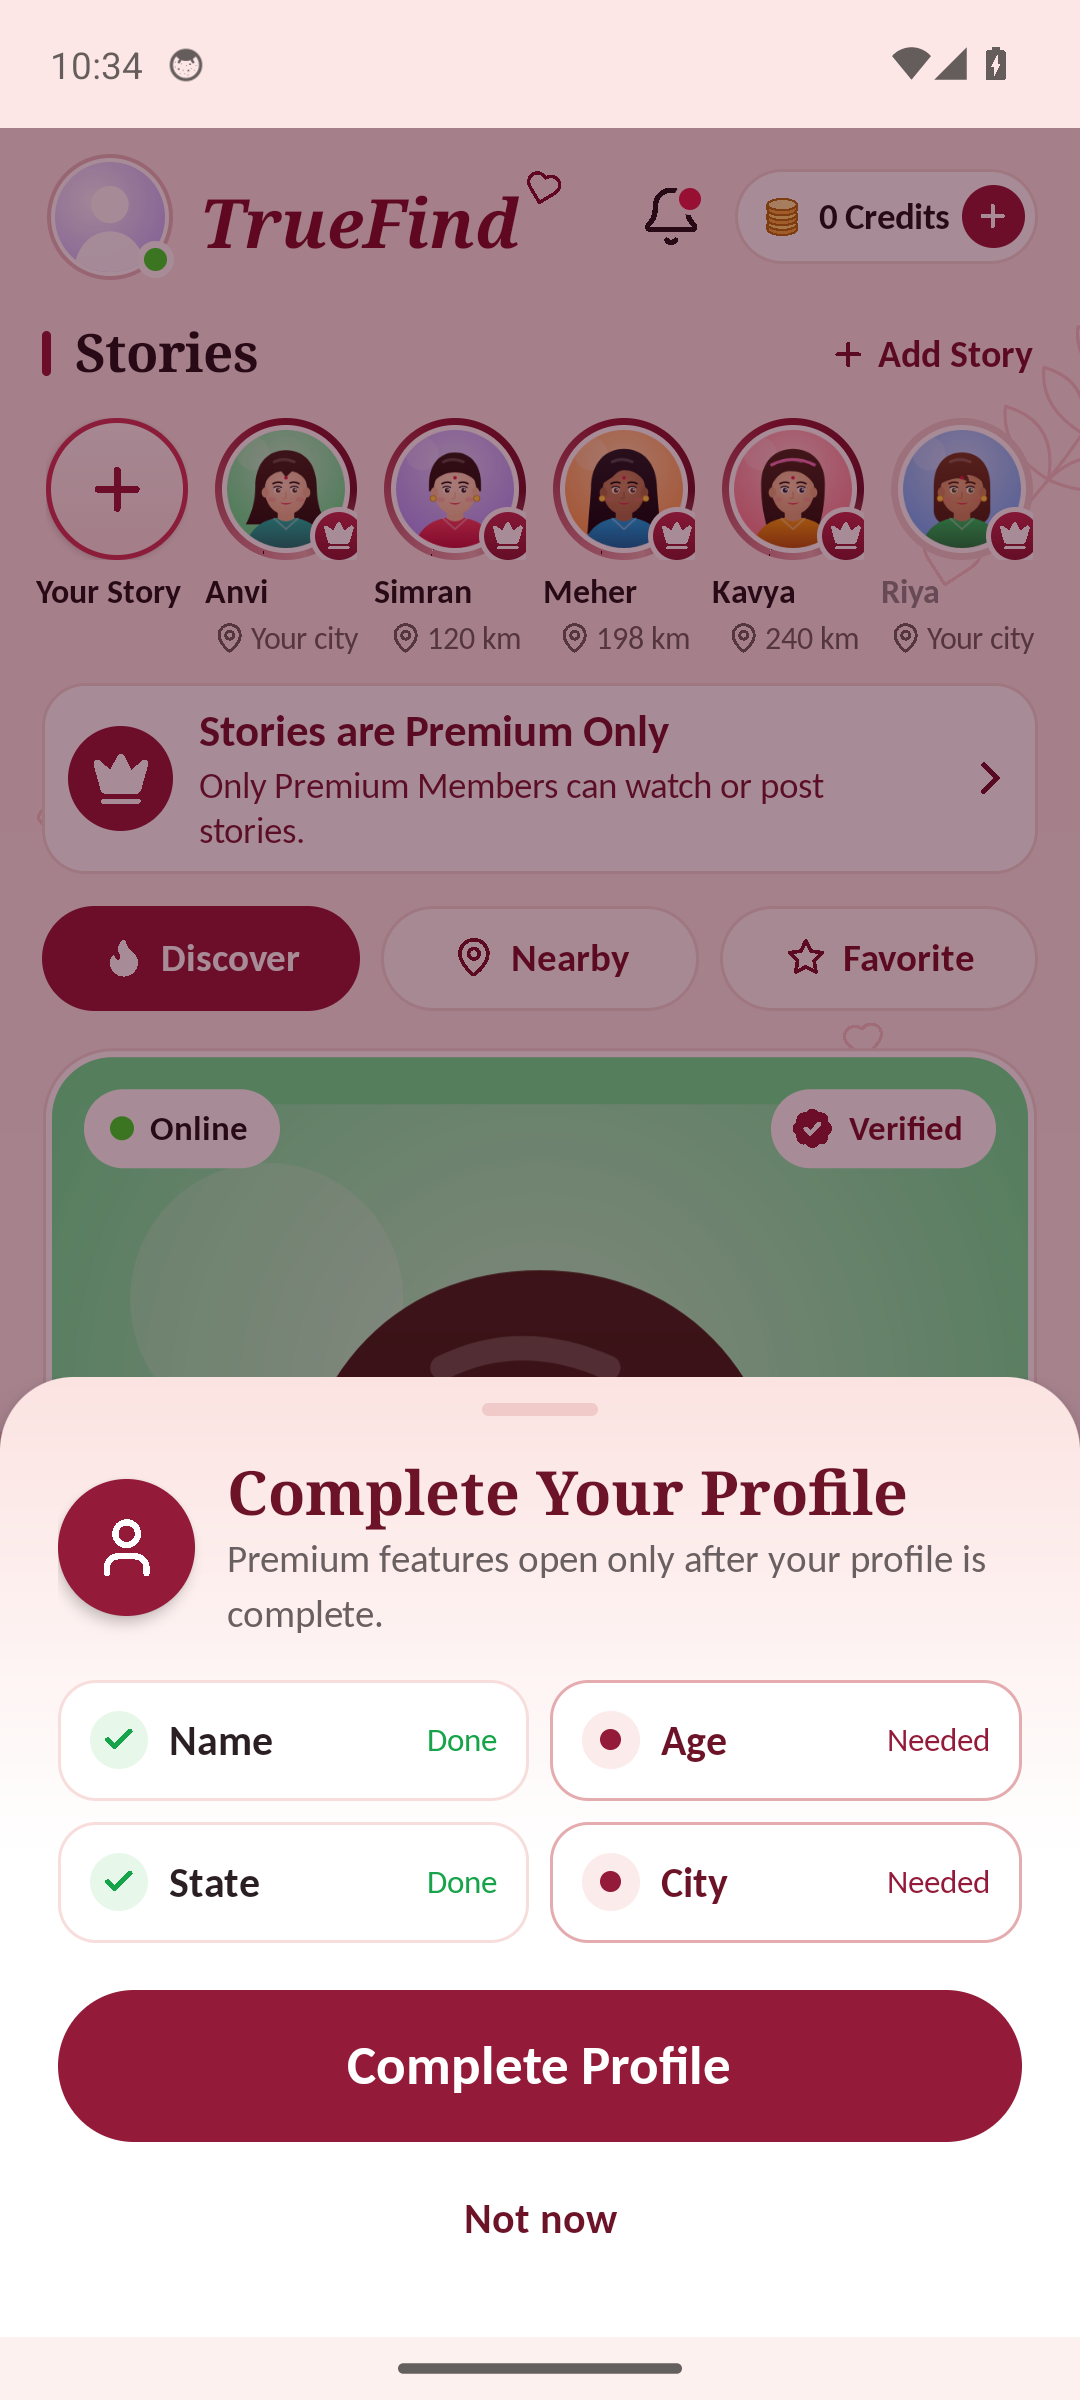 10:34
TrueFind
0 Credits
Stories
Add Story
Your Story
Anvi
Simran
Meher
Kavya
Riya
Your city
120 km
198 km
240 km
Your city
Stories are Premium Only
Only Premium Members can watch or post
stories.
Discover
Nearby
Favorite
Online
Verified
Complete Your Profile
Premium features open only after your profile is
complete.
Name
Done
Age
Needed
State
Done
City
Needed
Complete Profile
Not now